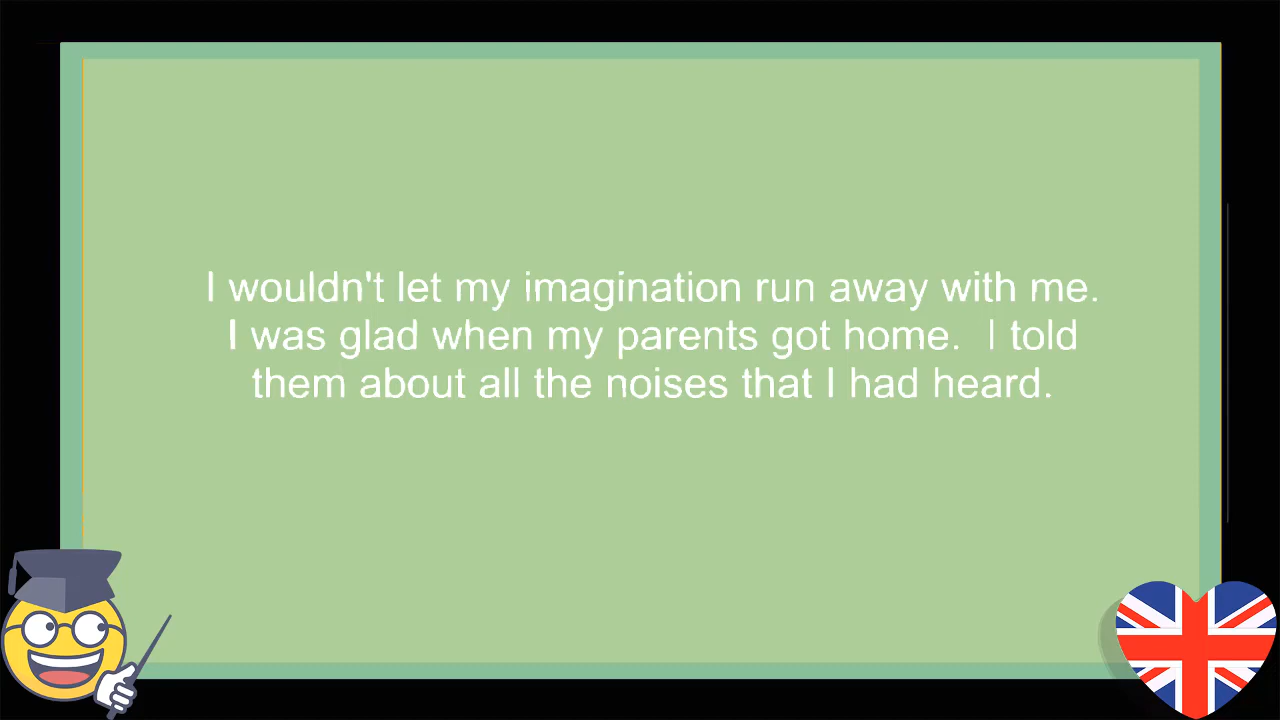 I wouldn't let my imagination run away with me.
I was glad when my parents got home.  I told
them about all the noises that I had heard.